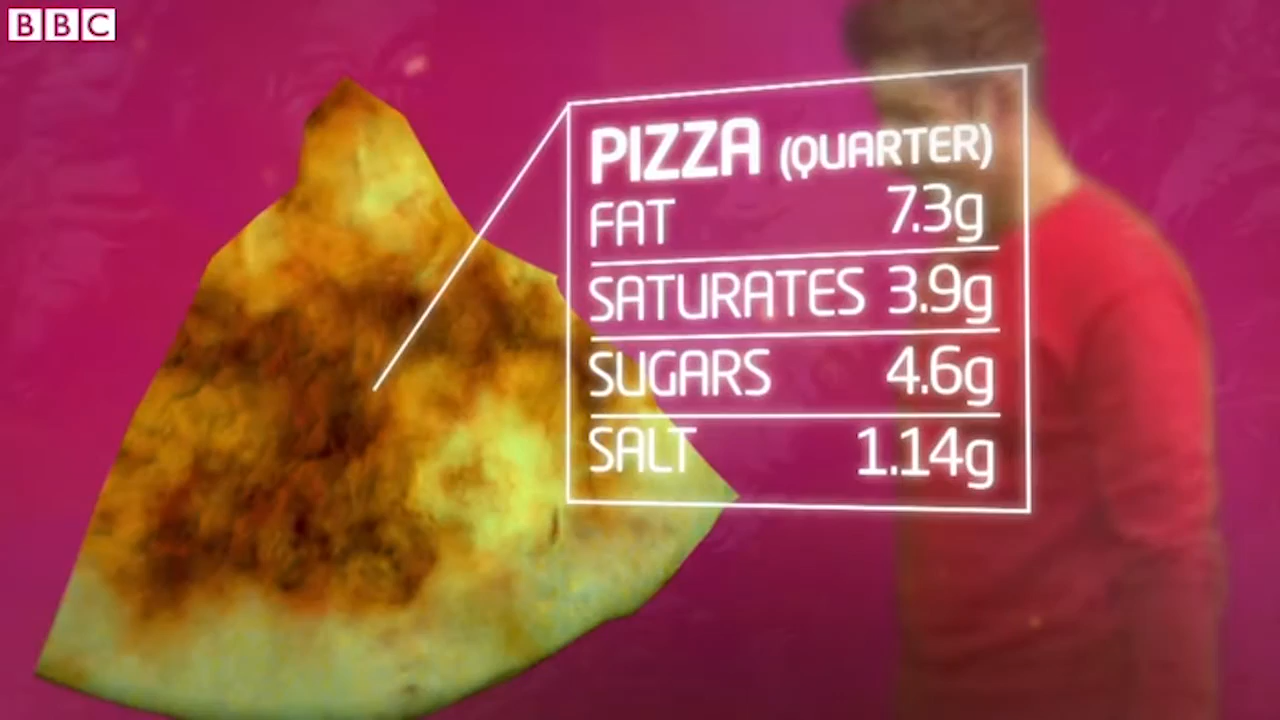 BBC
PIZZA (QUARTER)
FAT 7.3g
SATURATES 3.9g
SUGARS 4.6g
SALT 1.14g